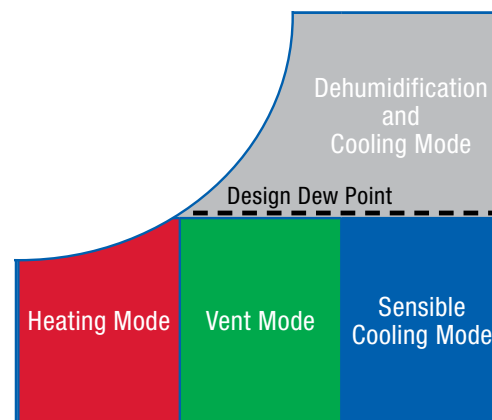 Dehumidification
and
Cooling Mode
Design Dew Point
Heating Mode
Vent Mode
Sensible
Cooling Mode